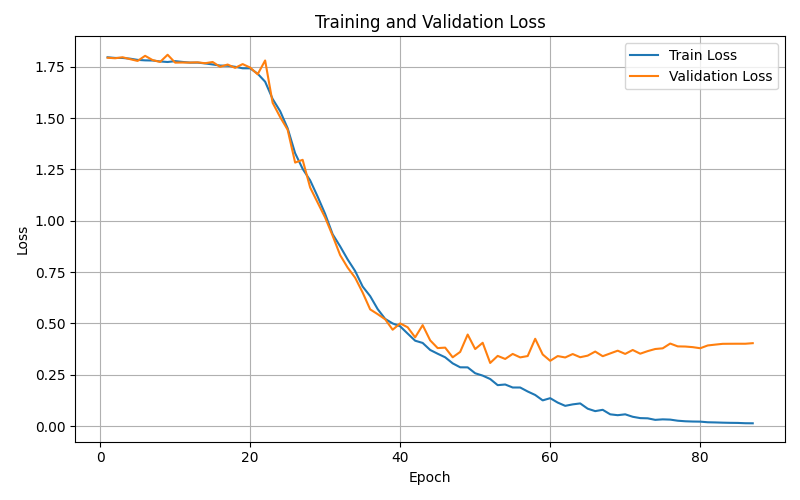 Training and Validation Loss
Train Loss
Validation Loss
1.75
1.50
1.25
1.00
0.75
0.50
0.25
0.00
Loss
0 20 40 60 80
Epoch